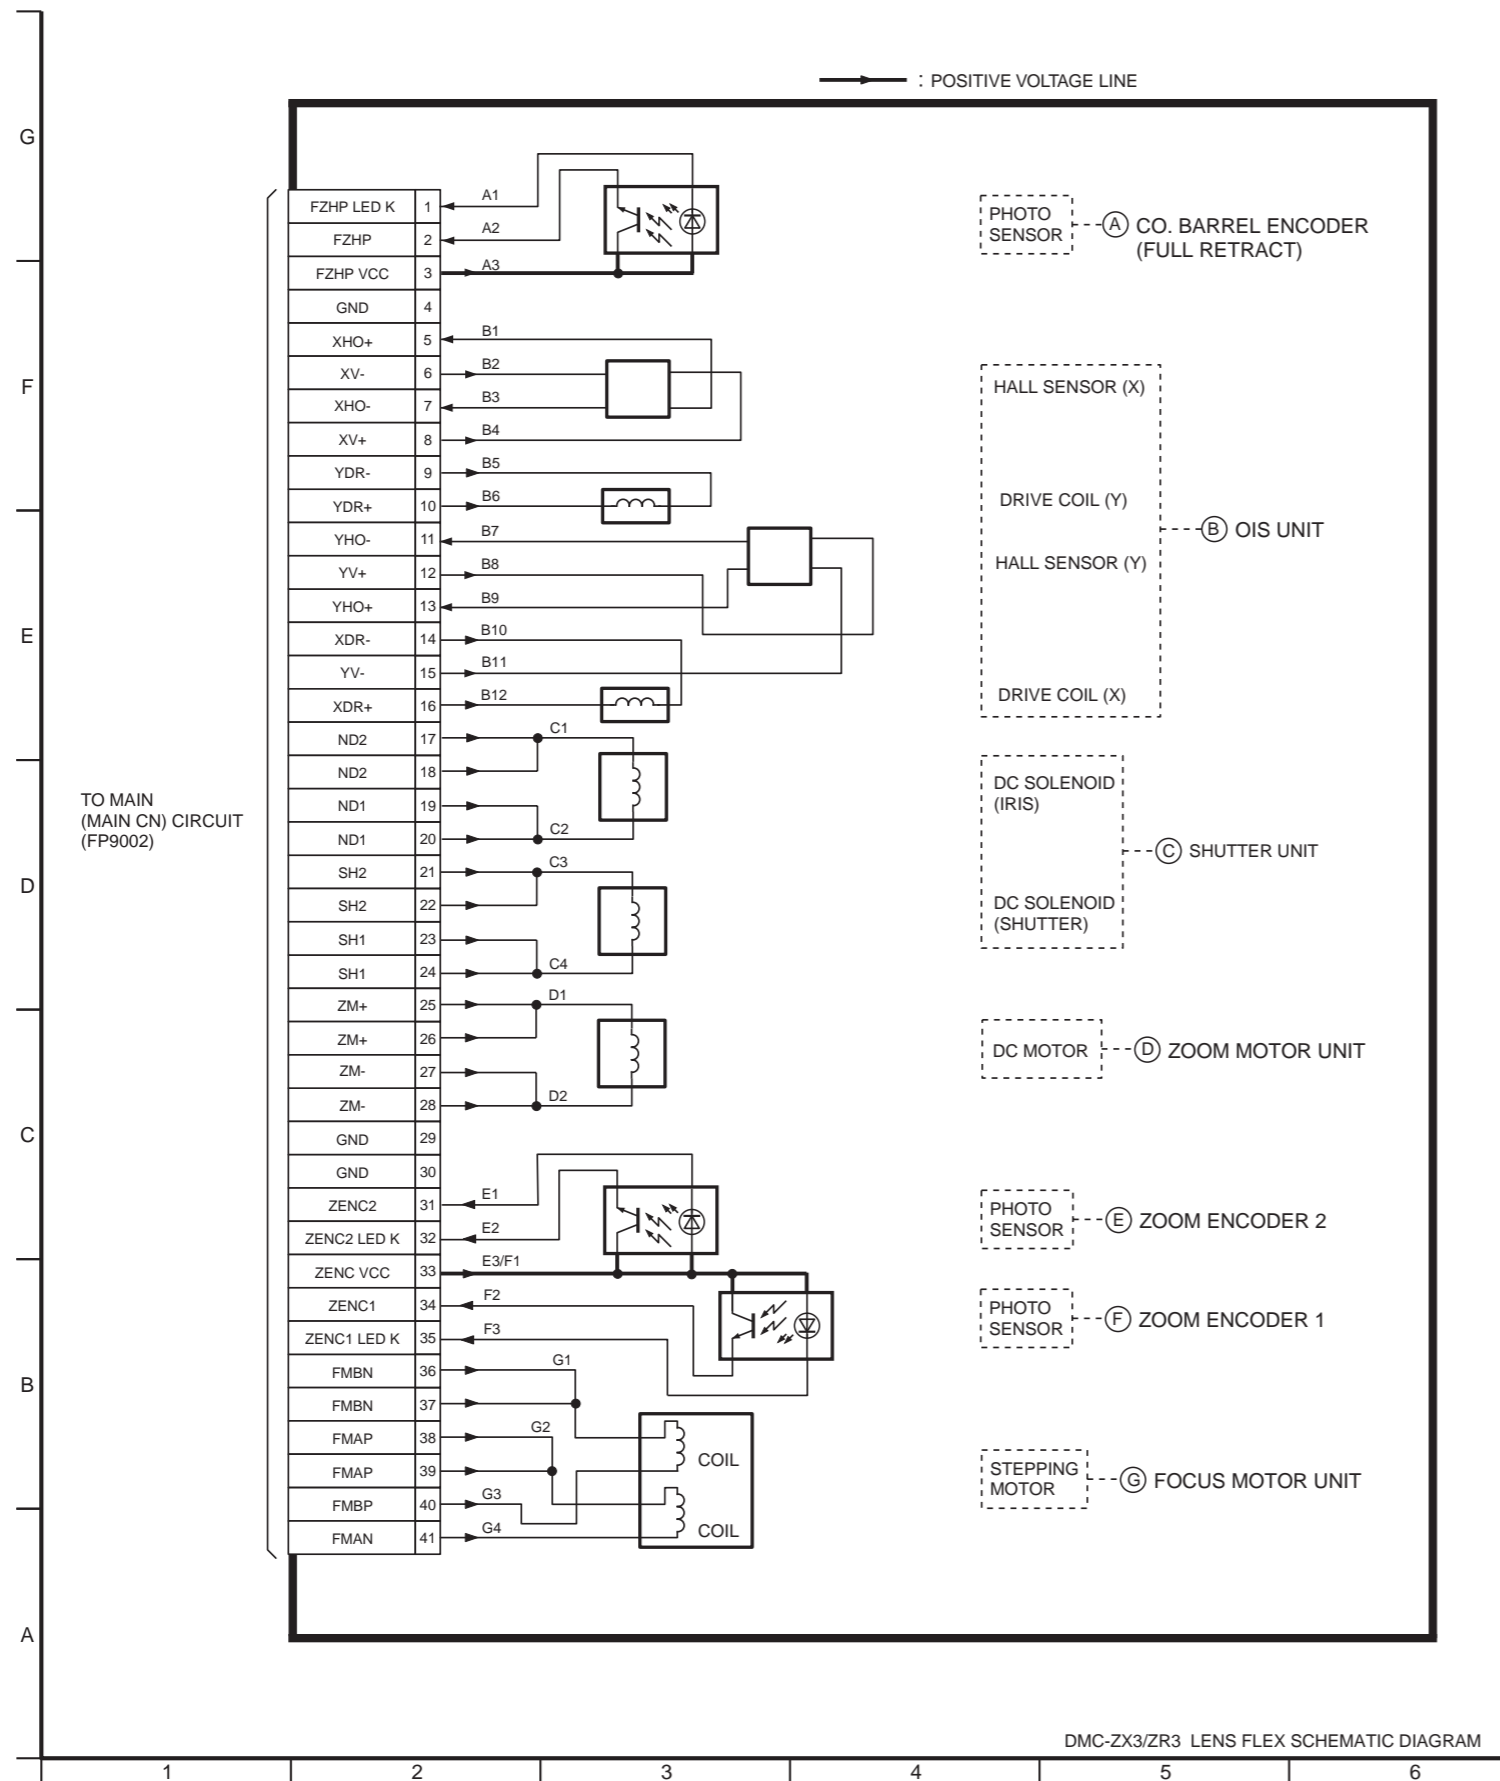 : POSITIVE VOLTAGE LINE
G
FZHP LED K 1 A1
FZHP 2 A2
FZHP VCC 3 A3
GND 4
XHO+ 5 B1
XV- 6 B2
XHO- 7 B3
XV+ 8 B4
YDR- 9 B5
YDR+ 10 B6
YHO- 11 B7
YV+ 12 B8
YHO+ 13 B9
XDR- 14 B10
YV- 15 B11
XDR+ 16 B12
ND2 17 C1
ND2 18
ND1 19
ND1 20 C2
SH2 21 C3
SH2 22
SH1 23
SH1 24 C4
ZM+ 25 D1
ZM+ 26
ZM- 27
ZM- 28 D2
GND 29
GND 30
ZENC2 31 E1
ZENC2 LED K 32 E2
ZENC VCC 33 E3/F1
ZENC1 34 F2
ZENC1 LED K 35 F3
FMBN 36 G1
FMBN 37
FMAP 38 G2
FMAP 39
FMBP 40 G3
FMAN 41 G4
COIL
COIL
PHOTO
SENSOR
A CO. BARREL ENCODER
(FULL RETRACT)
HALL SENSOR (X)
DRIVE COIL (Y)
HALL SENSOR (Y)
DRIVE COIL (X)
B OIS UNIT
DC SOLENOID
(IRIS)
DC SOLENOID
(SHUTTER)
C SHUTTER UNIT
DC MOTOR
D ZOOM MOTOR UNIT
PHOTO
SENSOR
E ZOOM ENCODER 2
PHOTO
SENSOR
F ZOOM ENCODER 1
STEPPING
MOTOR
G FOCUS MOTOR UNIT
TO MAIN
(MAIN CN) CIRCUIT
(FP9002)
F
E
D
C
B
A
DMC-ZX3/ZR3 LENS FLEX SCHEMATIC DIAGRAM
1 2 3 4 5 6